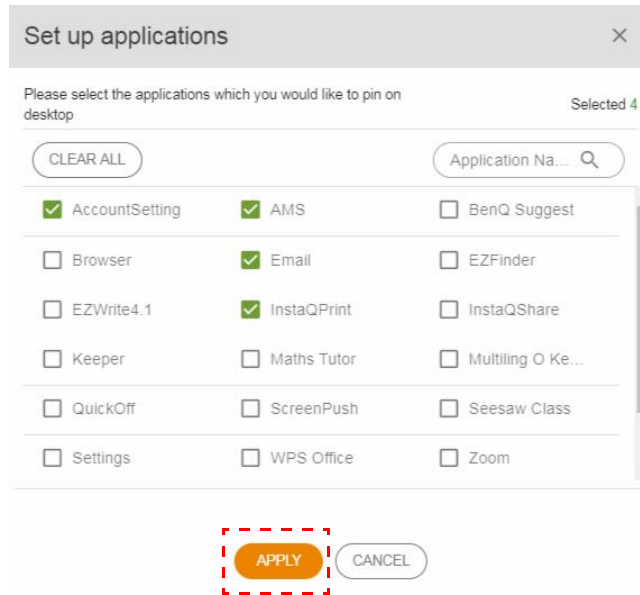 Set up applications
Please select the applications which you would like to pin on
desktop
Selected 4
CLEAR ALL
Application Na...
AccountSetting AMS BenQ Suggest
Browser Email EZFinder
EZWrite4.1 InstaQPrint InstaQShare
Keeper Maths Tutor Multiling O Ke...
QuickOff ScreenPush Seesaw Class
Settings WPS Office Zoom
APPLY CANCEL